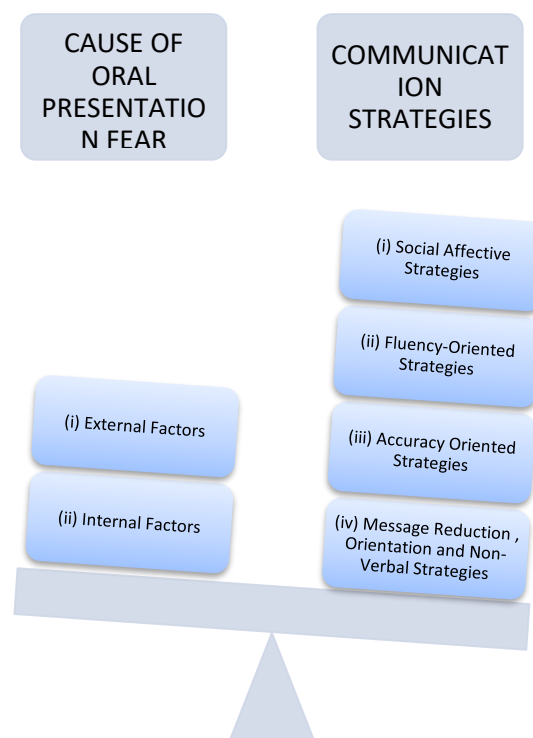 CAUSE OF
ORAL
PRESENTATIO
N FEAR
COMMUNICAT
ION
STRATEGIES
(i) Social Affective
Strategies
(ii) Fluency-Oriented
Strategies
(iii) Accuracy Oriented
Strategies
(iv) Message Reduction ,
Orientation and Non-
Verbal Strategies
(i) External Factors
(ii) Internal Factors